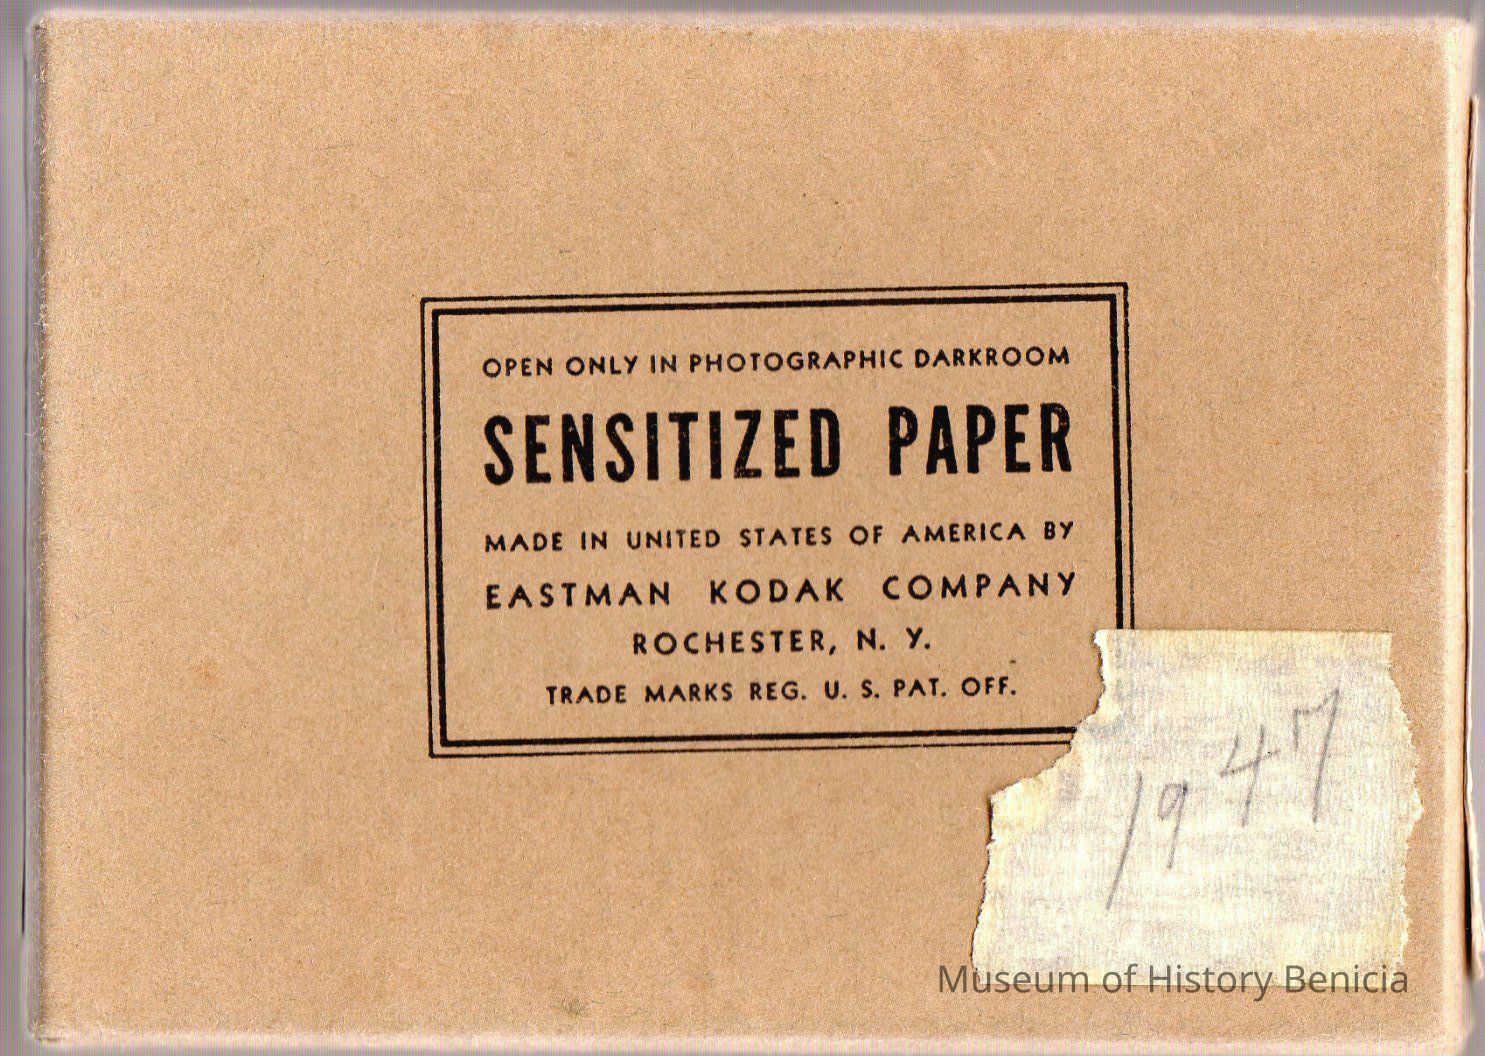 OPEN ONLY IN PHOTOGRAPHIC DARKROOM
SENSITIZED PAPER
MADE IN UNITED STATES OF AMERICA BY
EASTMAN KODAK COMPANY
ROCHESTER, N. Y.
TRADE MARKS REG. U. S. PAT. OFF.
1947
Museum of History Benicia